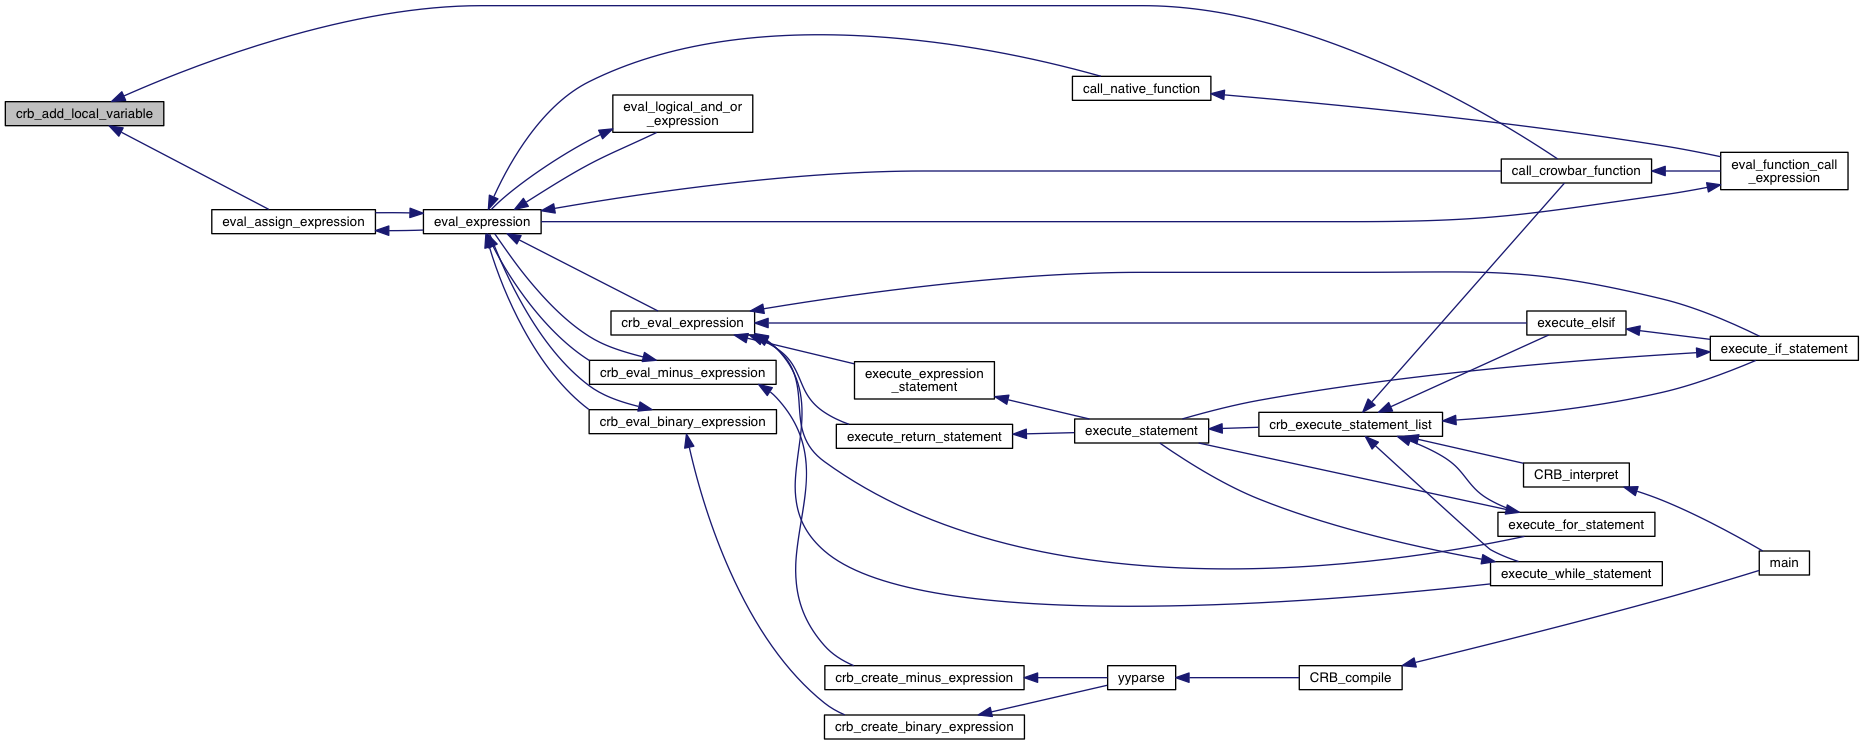 call_native_function
eval_logical_and_or
_expression
crb_add_local_variable
eval_function_call
_expression
call_crowbar_function
eval_assign_expression
eval_expression
crb_eval_expression
execute_elsif
execute_if_statement
crb_eval_minus_expression
execute_expression
_statement
crb_eval_binary_expression
execute_return_statement
execute_statement
crb_execute_statement_list
CRB_interpret
execute_for_statement
main
execute_while_statement
crb_create_minus_expression
yyparse
CRB_compile
crb_create_binary_expression